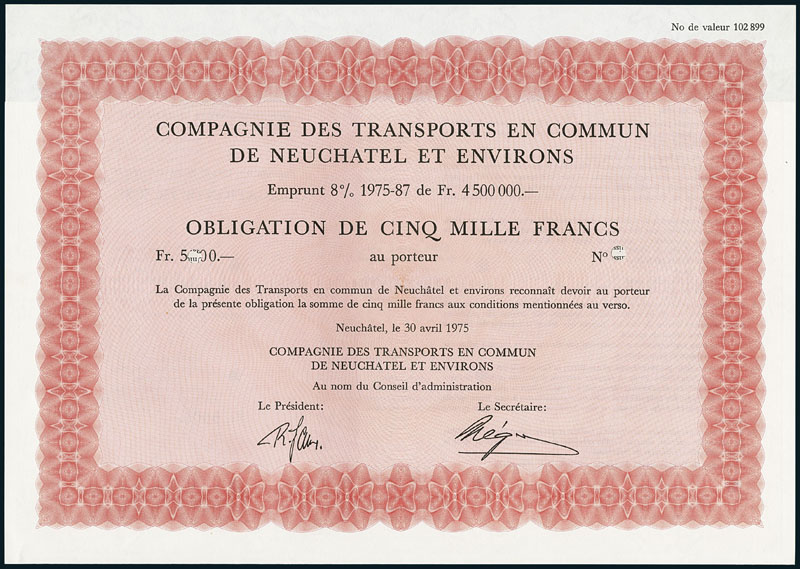 No de valeur 102 899
COMPAGNIE DES TRANSPORTS EN COMMUN
DE NEUCHATEL ET ENVIRONS
Emprunt 8% 1975-87 de Fr. 4 500 000.—
OBLIGATION DE CINQ MILLE FRANCS
Fr. 5 00.— au porteur No
La Compagnie des Transports en commun de Neuchâtel et environs reconnaît devoir au porteur
de la présente obligation la somme de cinq mille francs aux conditions mentionnées au verso.
Neuchâtel, le 30 avril 1975
COMPAGNIE DES TRANSPORTS EN COMMUN
DE NEUCHATEL ET ENVIRONS
Au nom du Conseil d'administration
Le Président: Le Secrétaire: